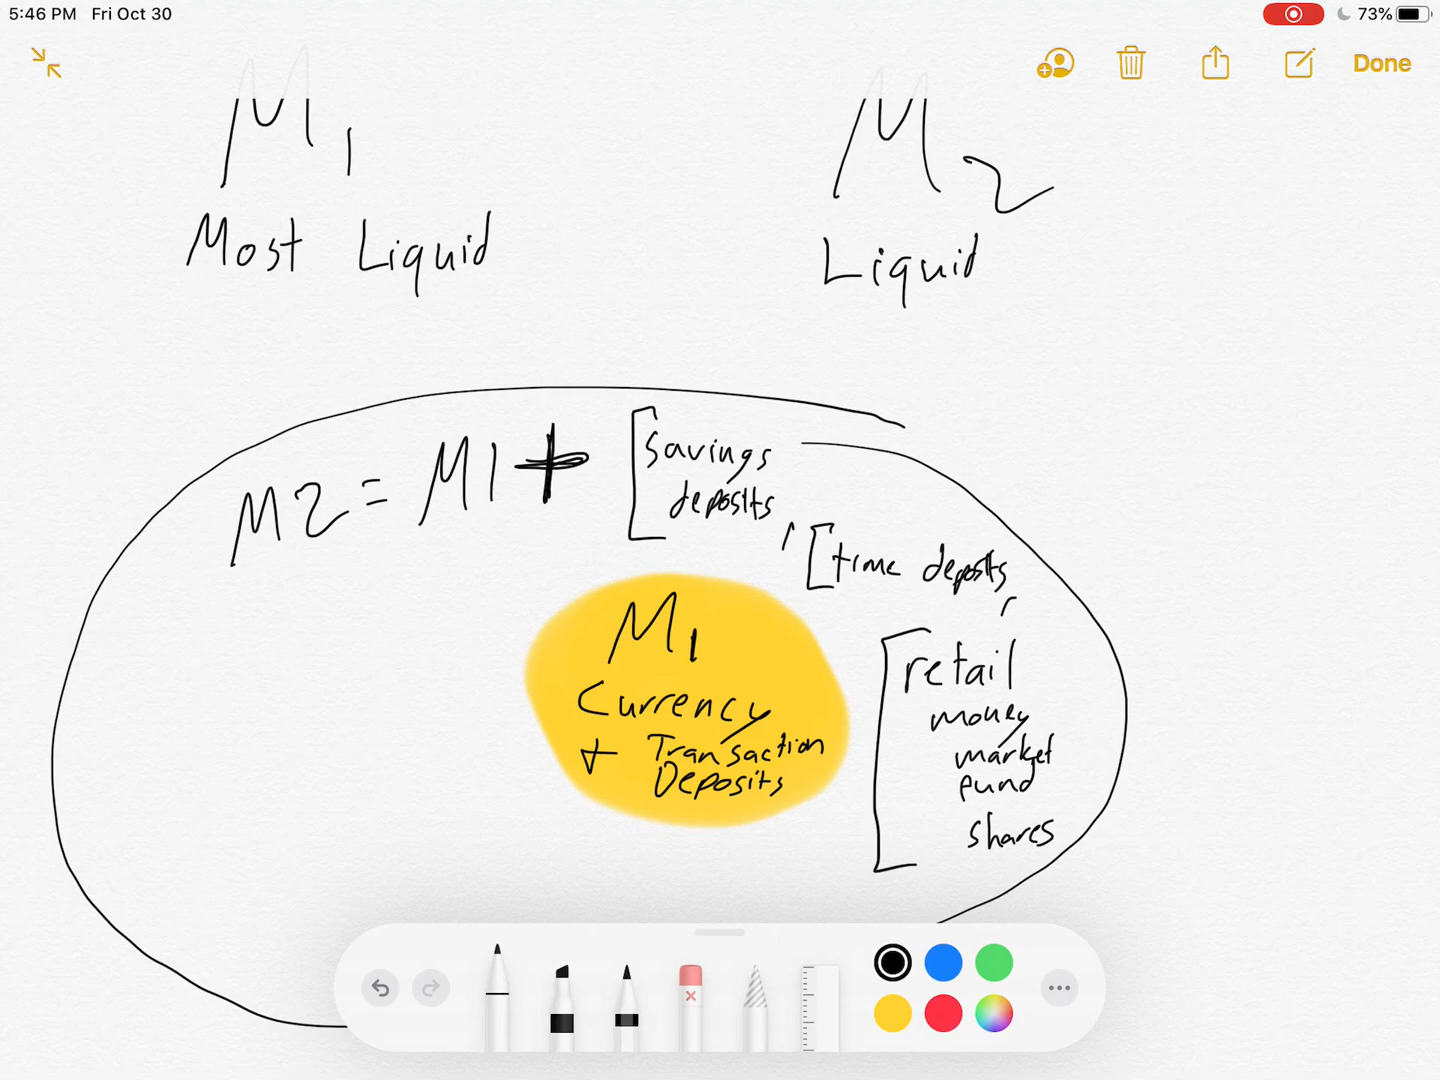 5:46 PM Fri Oct 30
73%
Done
M1
M2
Most Liquid
Liquid
M2 = M1 + [savings
deposits
, [time deposits
,
M1
Currency
+ Transaction
Deposits
[retail
money
market
fund
shares